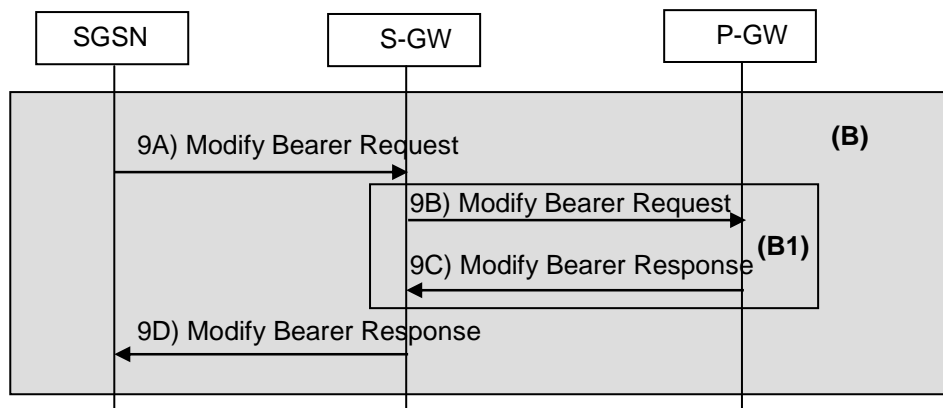 SGSN
S-GW
P-GW
(B)
9A) Modify Bearer Request
9B) Modify Bearer Request
(B1)
9C) Modify Bearer Response
9D) Modify Bearer Response